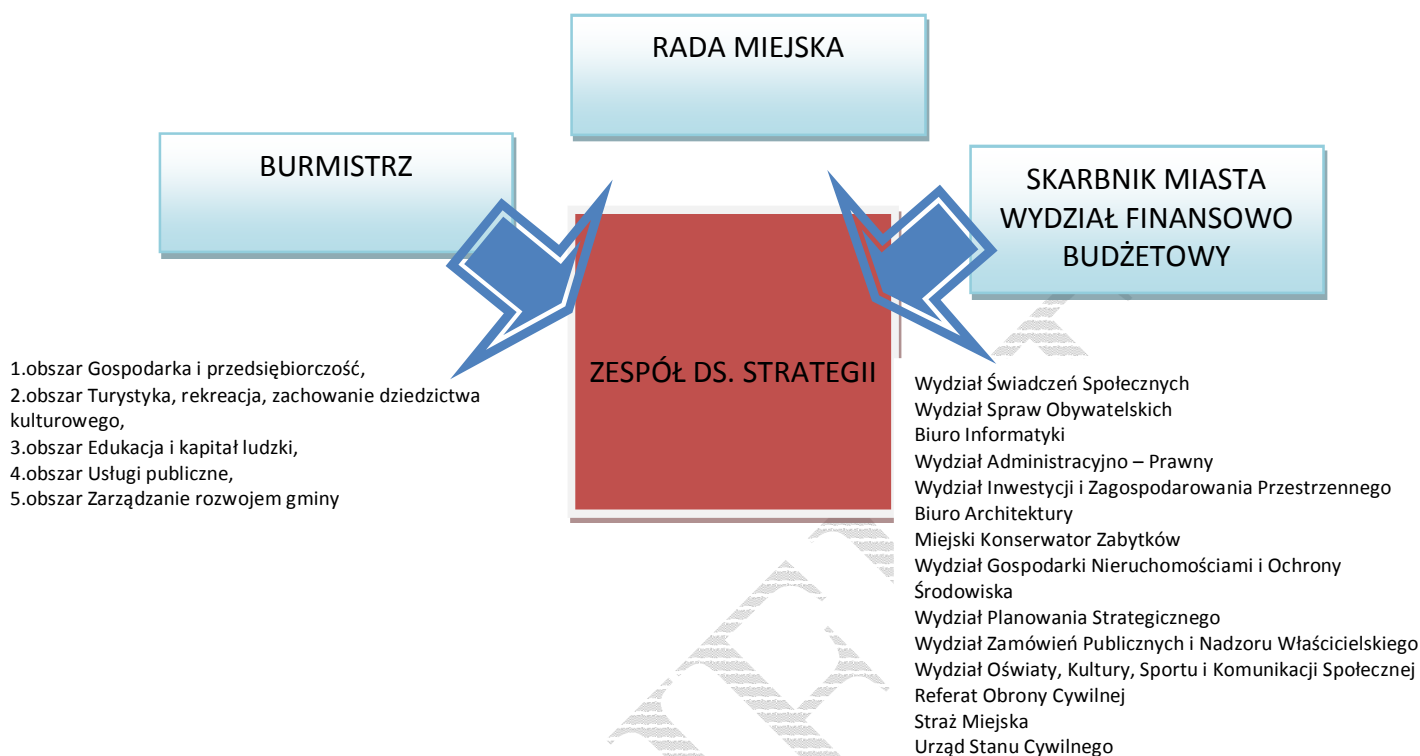 RADA MIEJSKA
BURMISTRZ
SKARBNIK MIASTA
WYDZIAŁ FINANSOWO
BUDŻETOWY
ZESPÓŁ DS. STRATEGII
1.obszar Gospodarka i przedsiębiorczość,
2.obszar Turystyka, rekreacja, zachowanie dziedzictwa
kulturowego,
3.obszar Edukacja i kapitał ludzki,
4.obszar Usługi publiczne,
5.obszar Zarządzanie rozwojem gminy
Wydział Świadczeń Społecznych
Wydział Spraw Obywatelskich
Biuro Informatyki
Wydział Administracyjno – Prawny
Wydział Inwestycji i Zagospodarowania Przestrzennego
Biuro Architektury
Miejski Konserwator Zabytków
Wydział Gospodarki Nieruchomościami i Ochrony
Środowiska
Wydział Planowania Strategicznego
Wydział Zamówień Publicznych i Nadzoru Właścicielskiego
Wydział Oświaty, Kultury, Sportu i Komunikacji Społecznej
Referat Obrony Cywilnej
Straż Miejska
Urząd Stanu Cywilnego